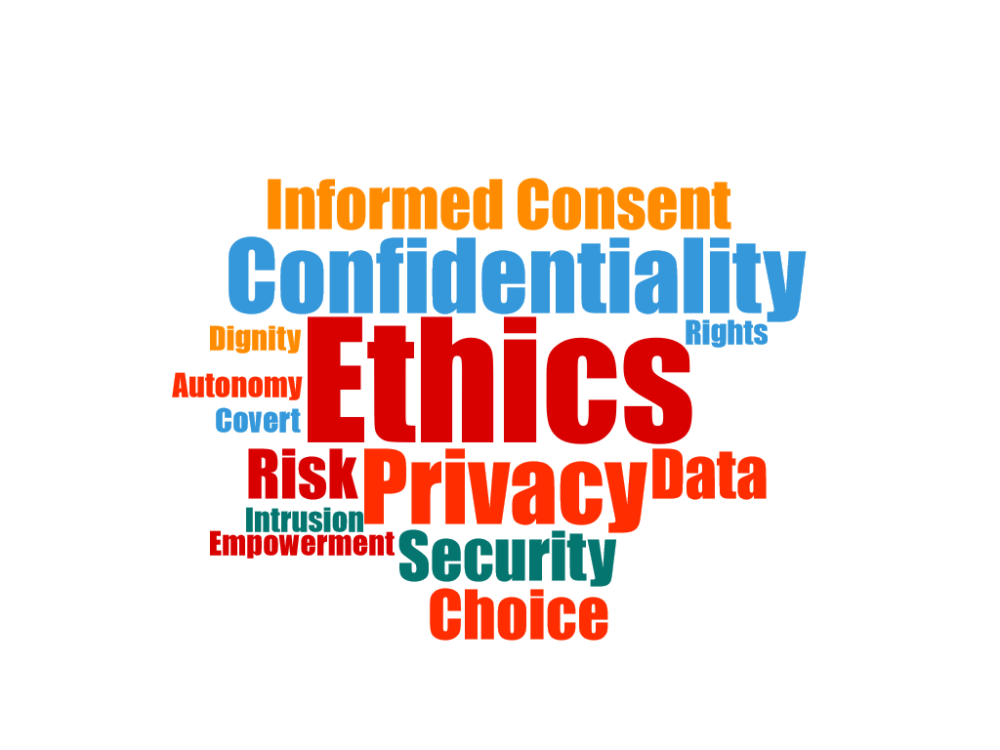 Informed Consent
Confidentiality
Rights
Dignity
Ethics
Autonomy
Covert
Risk
Privacy
Data
Intrusion
Empowerment
Security
Choice